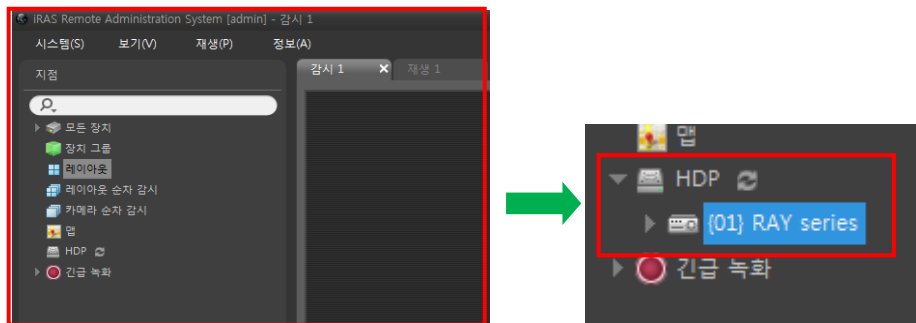 iRAS Remote Administration System [admin] - 감시 1
시스템(S) 보기(V) 재생(P) 정보(A)
지점
감시 1 재생 1
모든 장치
장치 그룹
레이아웃
레이아웃 순차 감시
카메라 순차 감시
맵
HDP
긴급 녹화
맵
HDP
{01} RAY series
긴급 녹화